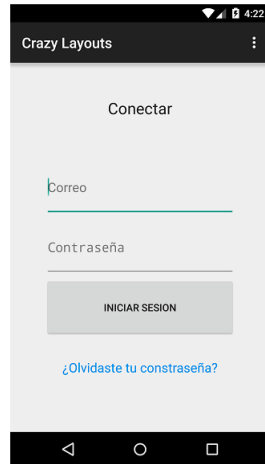 4:22
Crazy Layouts
Conectar
Correo
Contraseña
INICIAR SESION
¿Olvidaste tu constraseña?